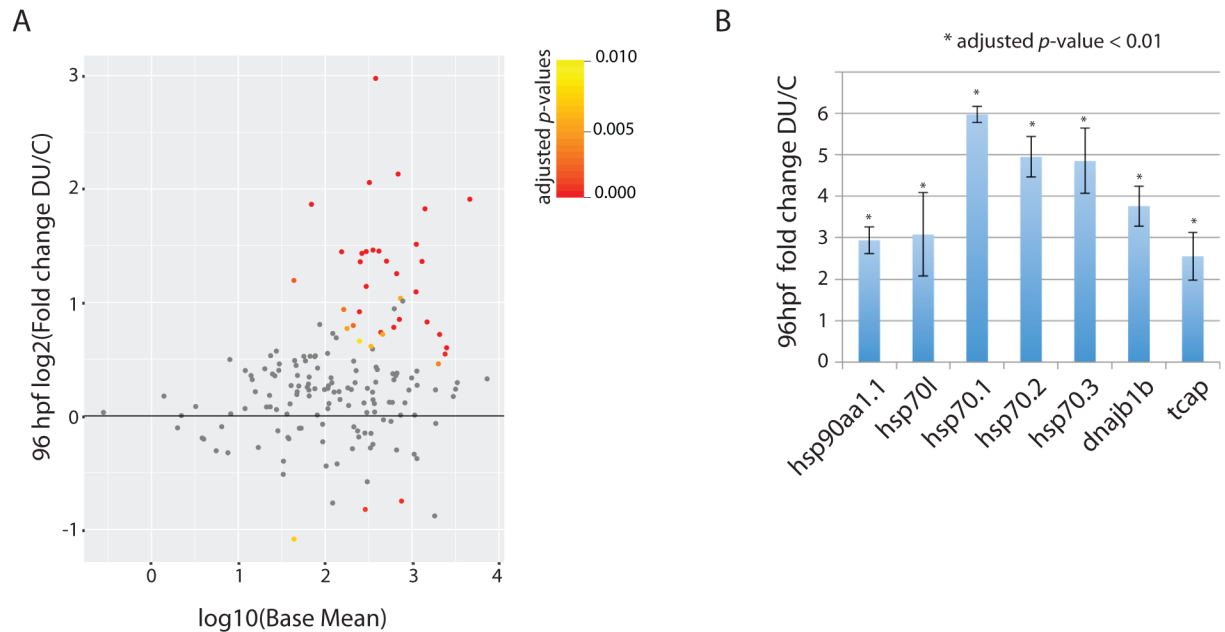 A
96 hpf log2(Fold change DU/C)
3
2
1
0
-1
0 1 2 3 4
log10(Base Mean)
adjusted p-values
0.010
0.005
0.000
B
* adjusted p-value < 0.01
96hpf fold change DU/C
6
5
4
3
2
1
0
* * * * * * *
hsp90aa1.1
hsp70l
hsp70.1
hsp70.2
hsp70.3
dnajb1b
tcap